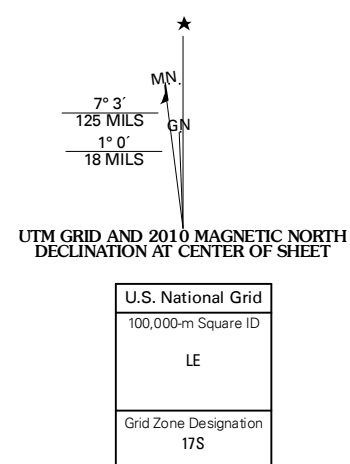 MN.
7° 3´
125 MILS
GN
1° 0´
18 MILS
UTM GRID AND 2010 MAGNETIC NORTH
DECLINATION AT CENTER OF SHEET
U.S. National Grid
100,000-m Square ID
LE
Grid Zone Designation
17S